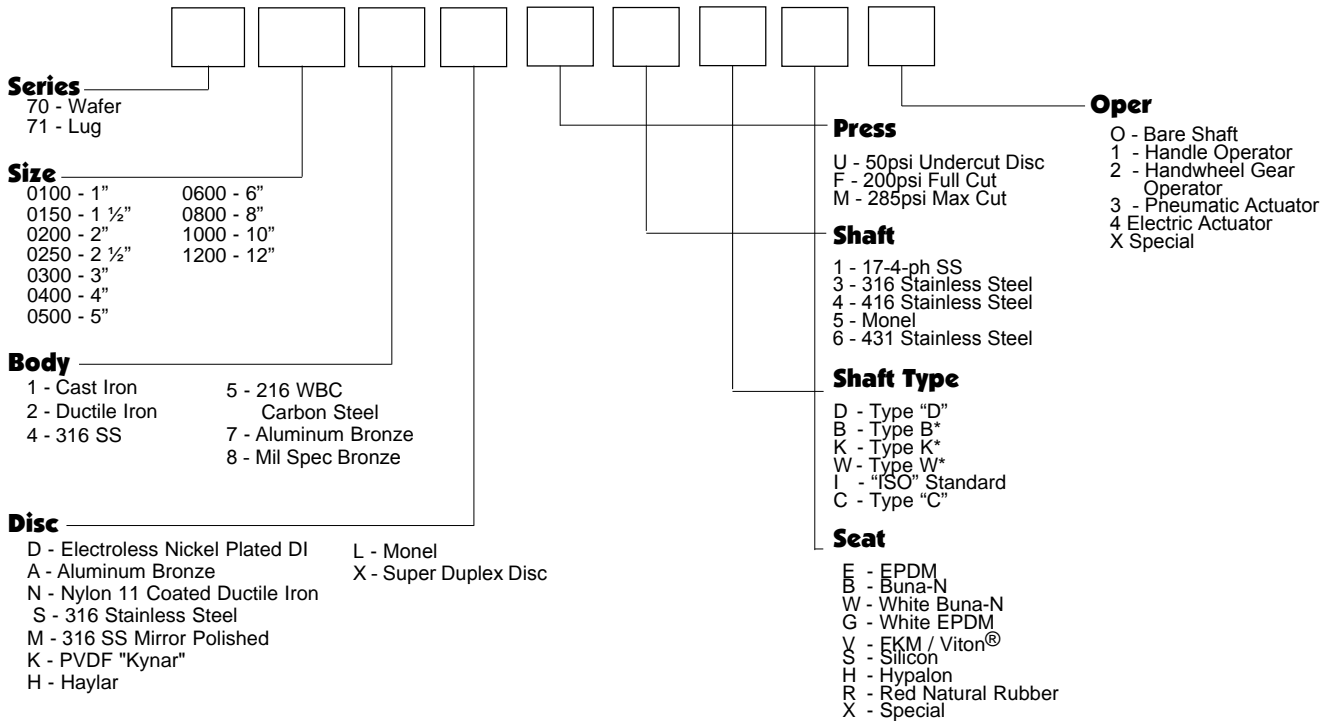 Series
70 - Wafer
71 - Lug
Size
0100 - 1”
0150 - 1 ½”
0200 - 2”
0250 - 2 ½”
0300 - 3”
0400 - 4”
0500 - 5”
0600 - 6”
0800 - 8”
1000 - 10”
1200 - 12”
Body
1 - Cast Iron
2 - Ductile Iron
4 - 316 SS
5 - 216 WBC
Carbon Steel
7 - Aluminum Bronze
8 - Mil Spec Bronze
Disc
D - Electroless Nickel Plated DI
A - Aluminum Bronze
N - Nylon 11 Coated Ductile Iron
S - 316 Stainless Steel
M - 316 SS Mirror Polished
K - PVDF "Kynar"
H - Haylar
L - Monel
X - Super Duplex Disc
Press
U - 50psi Undercut Disc
F - 200psi Full Cut
M - 285psi Max Cut
Shaft
1 - 17-4-ph SS
3 - 316 Stainless Steel
4 - 416 Stainless Steel
5 - Monel
6 - 431 Stainless Steel
Shaft Type
D - Type “D”
B - Type B*
K - Type K*
W - Type W*
I - “ISO” Standard
C - Type “C”
Seat
E - EPDM
B - Buna-N
W - White Buna-N
G - White EPDM
V - FKM / Viton®
S - Silicon
H - Hypalon
R - Red Natural Rubber
X - Special
Oper
O - Bare Shaft
1 - Handle Operator
2 - Handwheel Gear
Operator
3 - Pneumatic Actuator
4 Electric Actuator
X Special